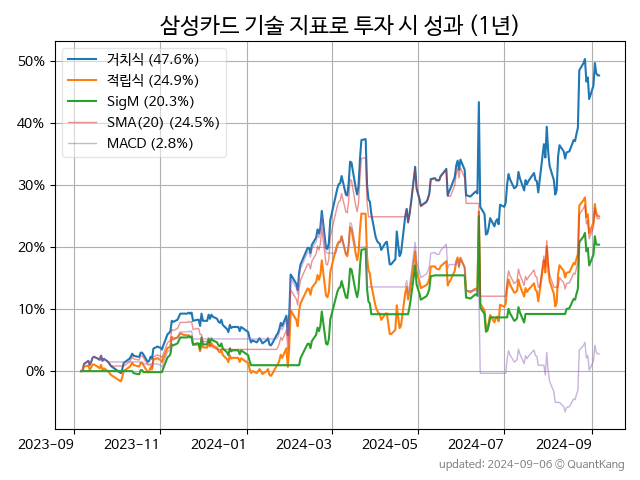 삼성카드 기술 지표로 투자 시 성과 (1년)
거치식 (47.6%)
적립식 (24.9%)
SigM (20.3%)
SMA(20) (24.5%)
MACD (2.8%)
50%
40%
30%
20%
10%
0%
2023-09 2023-11 2024-01 2024-03 2024-05 2024-07 2024-09
updated: 2024-09-06 © QuantKang